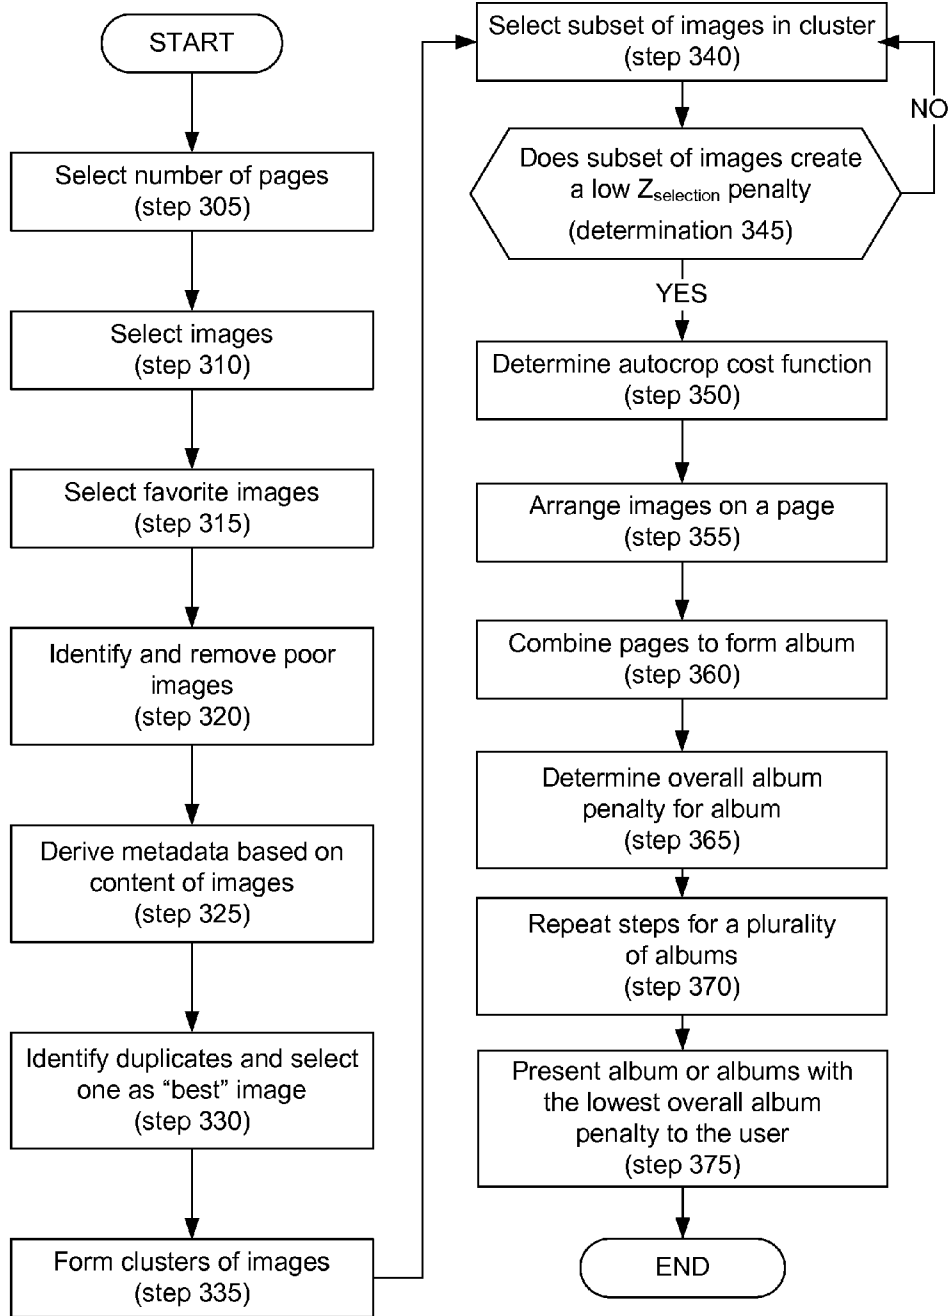 START
Select number of pages
(step 305)
Select images
(step 310)
Select favorite images
(step 315)
Identify and remove poor
images
(step 320)
Derive metadata based on
content of images
(step 325)
Identify duplicates and select
one as “best” image
(step 330)
Form clusters of images
(step 335)
Select subset of images in cluster
(step 340)
NO
Does subset of images create
a low Zselection penalty
(determination 345)
YES
Determine autocrop cost function
(step 350)
Arrange images on a page
(step 355)
Combine pages to form album
(step 360)
Determine overall album
penalty for album
(step 365)
Repeat steps for a plurality
of albums
(step 370)
Present album or albums with
the lowest overall album
penalty to the user
(step 375)
END